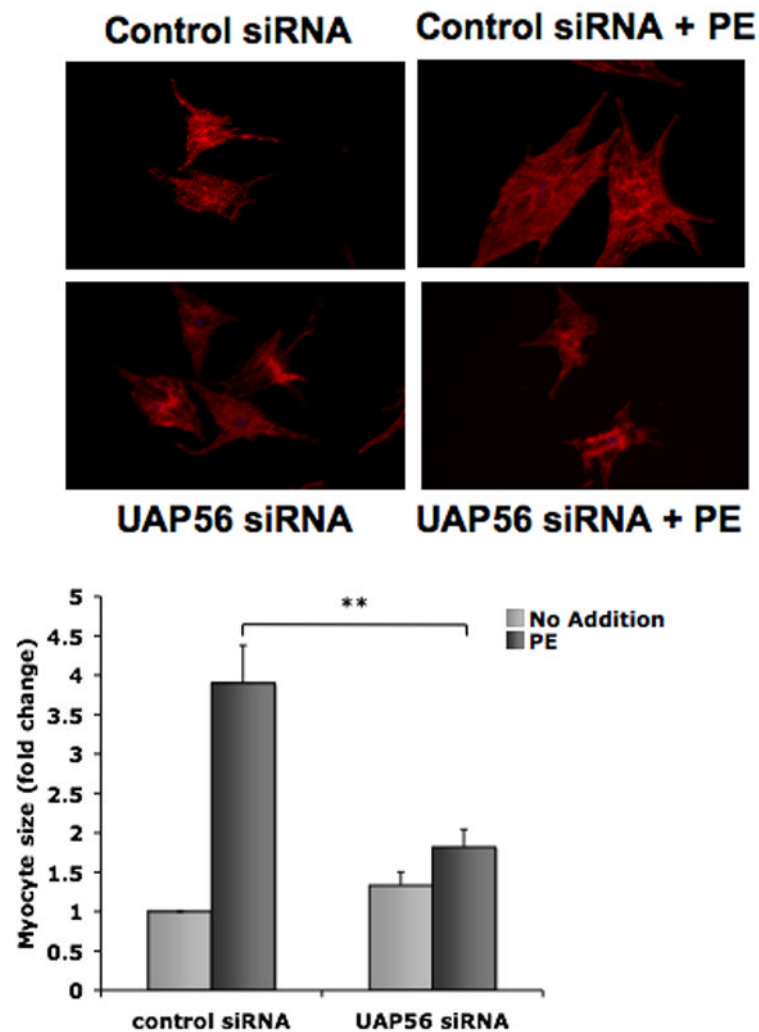 Control siRNA
Control siRNA + PE
UAP56 siRNA
UAP56 siRNA + PE
5
4.5
4
3.5
3
2.5
2
1.5
1
0.5
0
Myocyte size (fold change)
**
No Addition
PE
control siRNA
UAP56 siRNA